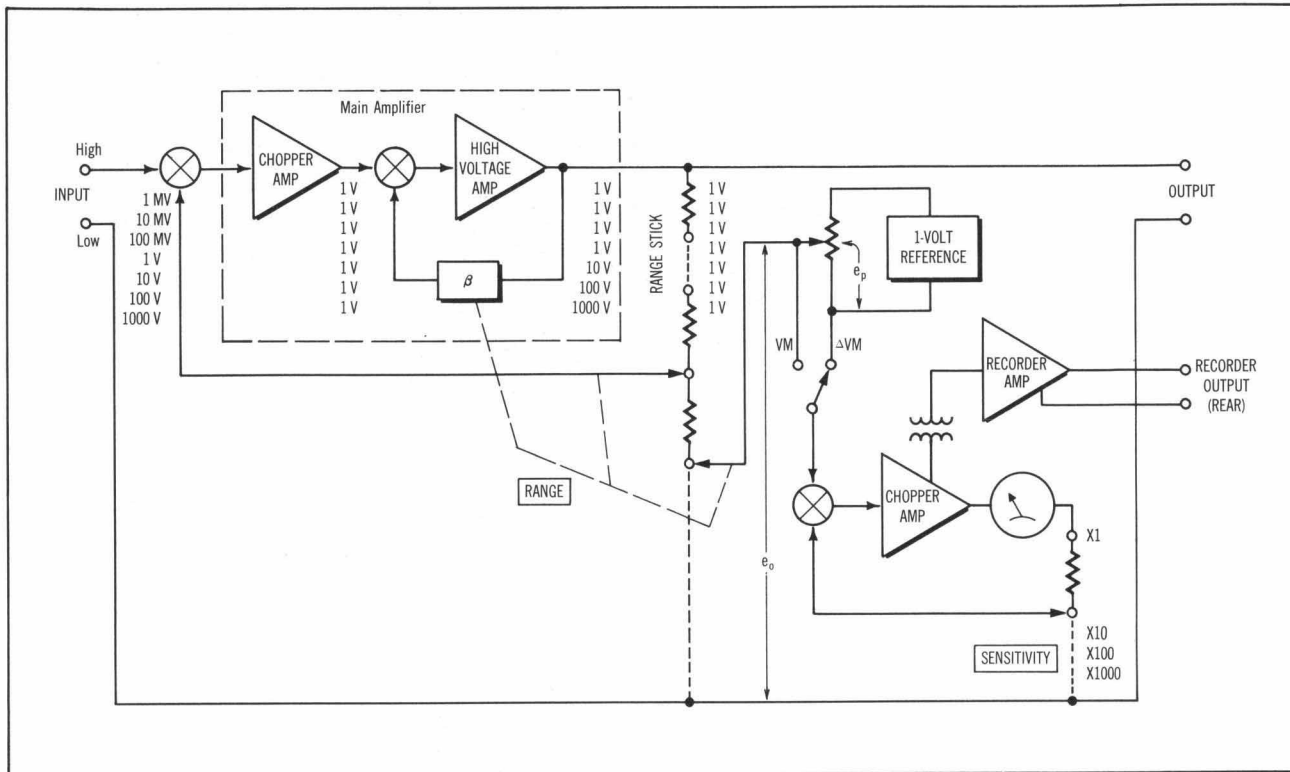 Main Amplifier
High
INPUT
Low
1 MV
10 MV
100 MV
1 V
10 V
100 V
1000 V
CHOPPER
AMP
1 V
1 V
1 V
1 V
1 V
1 V
1 V
HIGH
VOLTAGE
AMP
β
1 V
1 V
1 V
1 V
10 V
100 V
1000 V
RANGE STICK
1 V
1 V
1 V
1 V
1 V
1 V
1 V
RANGE
eₒ
VM
ΔVM
eₚ
1-VOLT
REFERENCE
OUTPUT
RECORDER
AMP
RECORDER
OUTPUT
(REAR)
CHOPPER
AMP
X1
X10
X100
X1000
SENSITIVITY